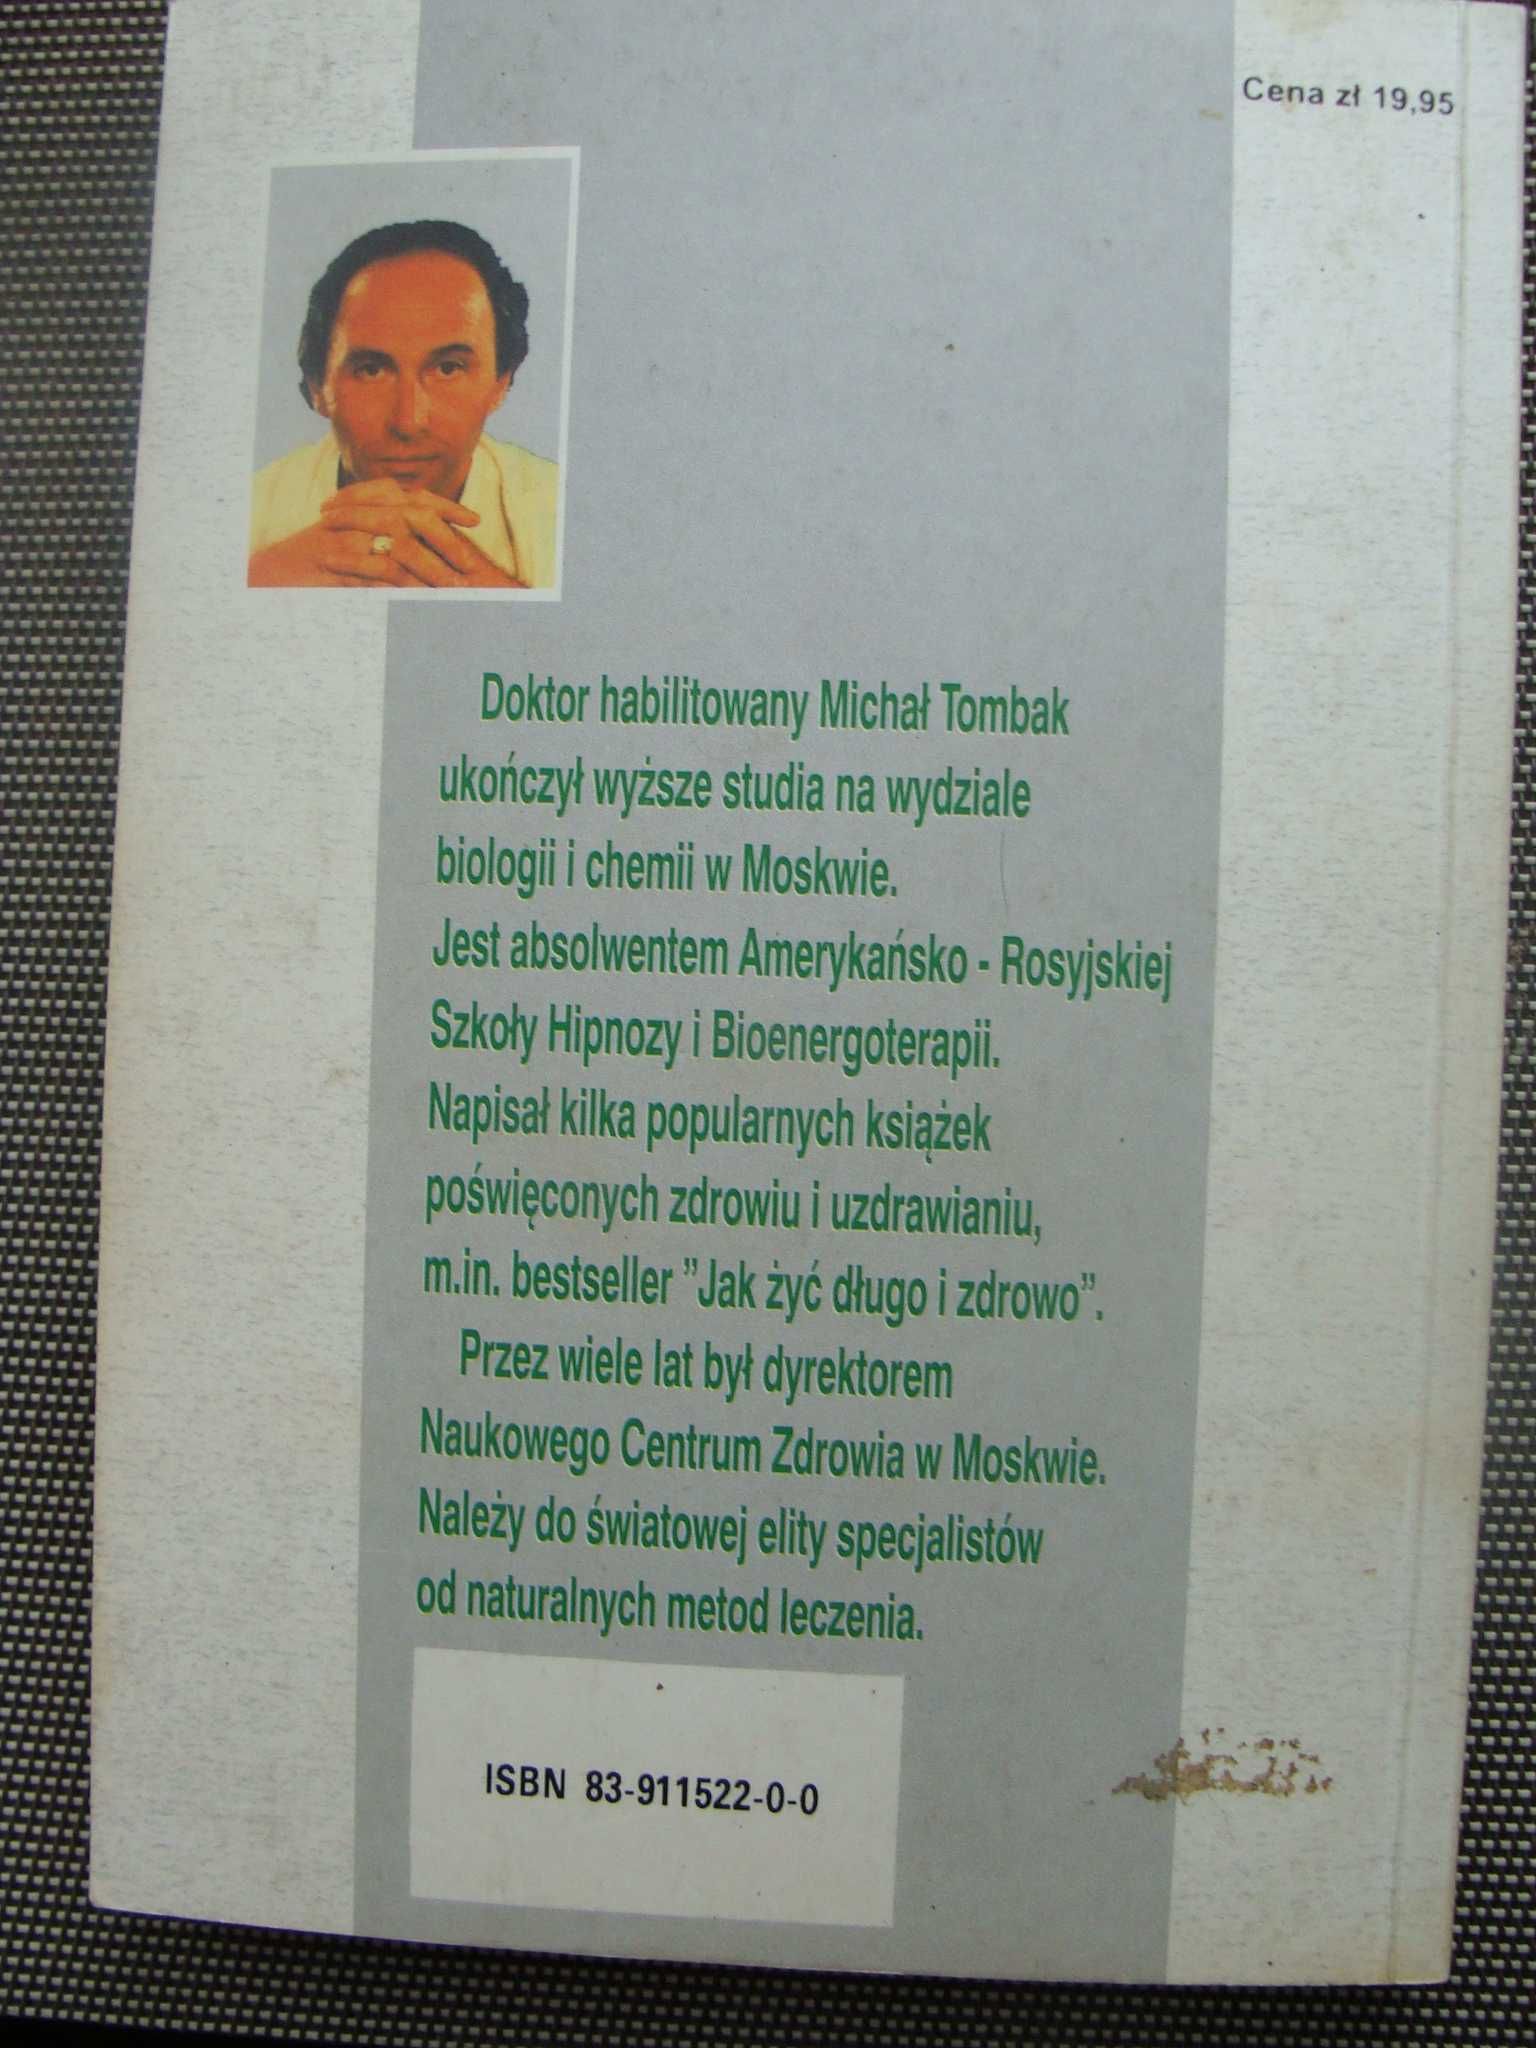 Cena zł 19,95
Doktor habilitowany Michał Tombak
ukończył wyższe studia na wydziale
biologii i chemii w Moskwie.
Jest absolwentem Amerykańsko - Rosyjskiej
Szkoły Hipnozy i Bioenergoterapii.
Napisał kilka popularnych książek
poświęconych zdrowiu i uzdrawianiu,
m.in. bestseller ”Jak żyć długo i zdrowo”.
Przez wiele lat był dyrektorem
Naukowego Centrum Zdrowia w Moskwie.
Należy do światowej elity specjalistów
od naturalnych metod leczenia.
ISBN 83-911522-0-0